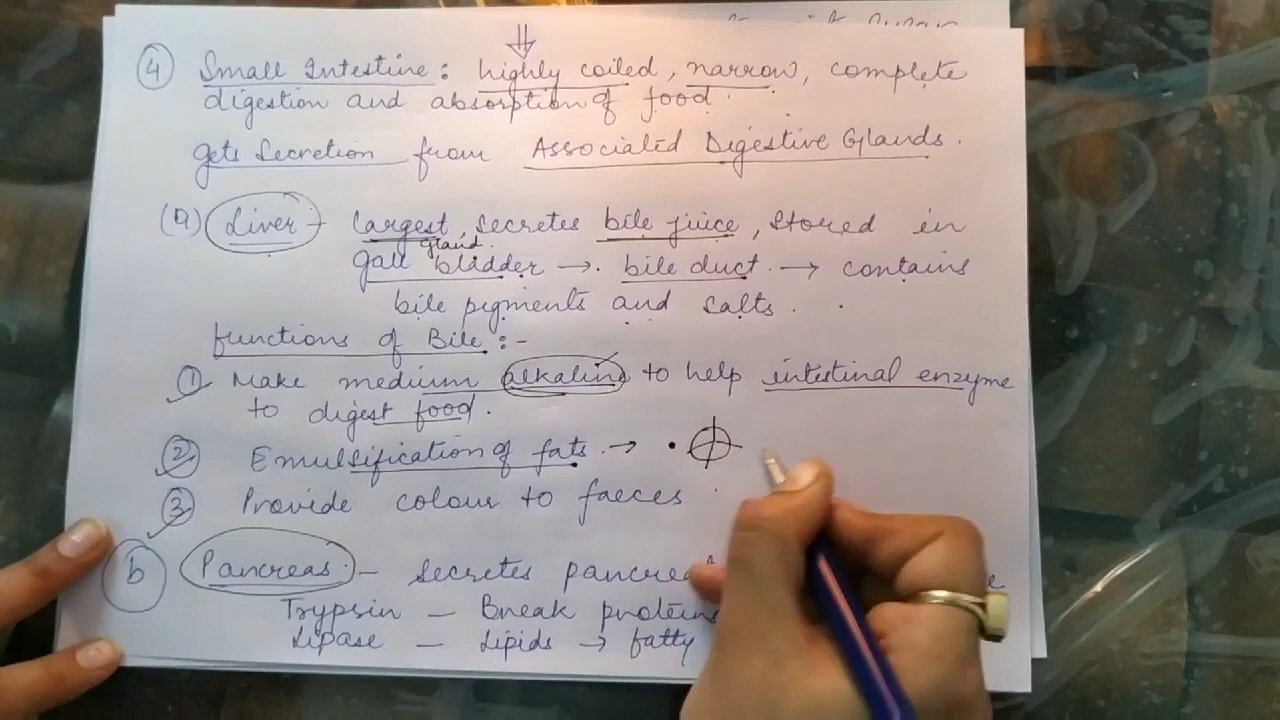 ④ Small Intestine: highly coiled, narrow, complete
digestion and absorption of food.
gets secretion from Associated Digestive Glands.
(a) Liver - largest, secretes bile juice, stored in
gland.
gall bladder → bile duct → contains
bile pigments and salts.
functions of Bile :-
① Make medium alkaline to help intestinal enzyme
to digest food.
② Emulsification of fats →
③ Provide colour to faeces
b Pancreas - secretes
Trypsin - Break proteins
Lipase - Lipids → fatty